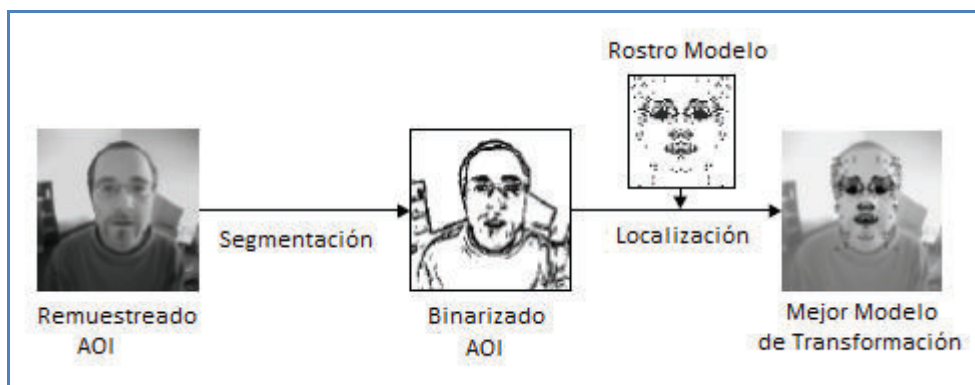 Rostro Modelo
Segmentación
Localización
Remuestreado
AOI
Binarizado
AOI
Mejor Modelo
de Transformación